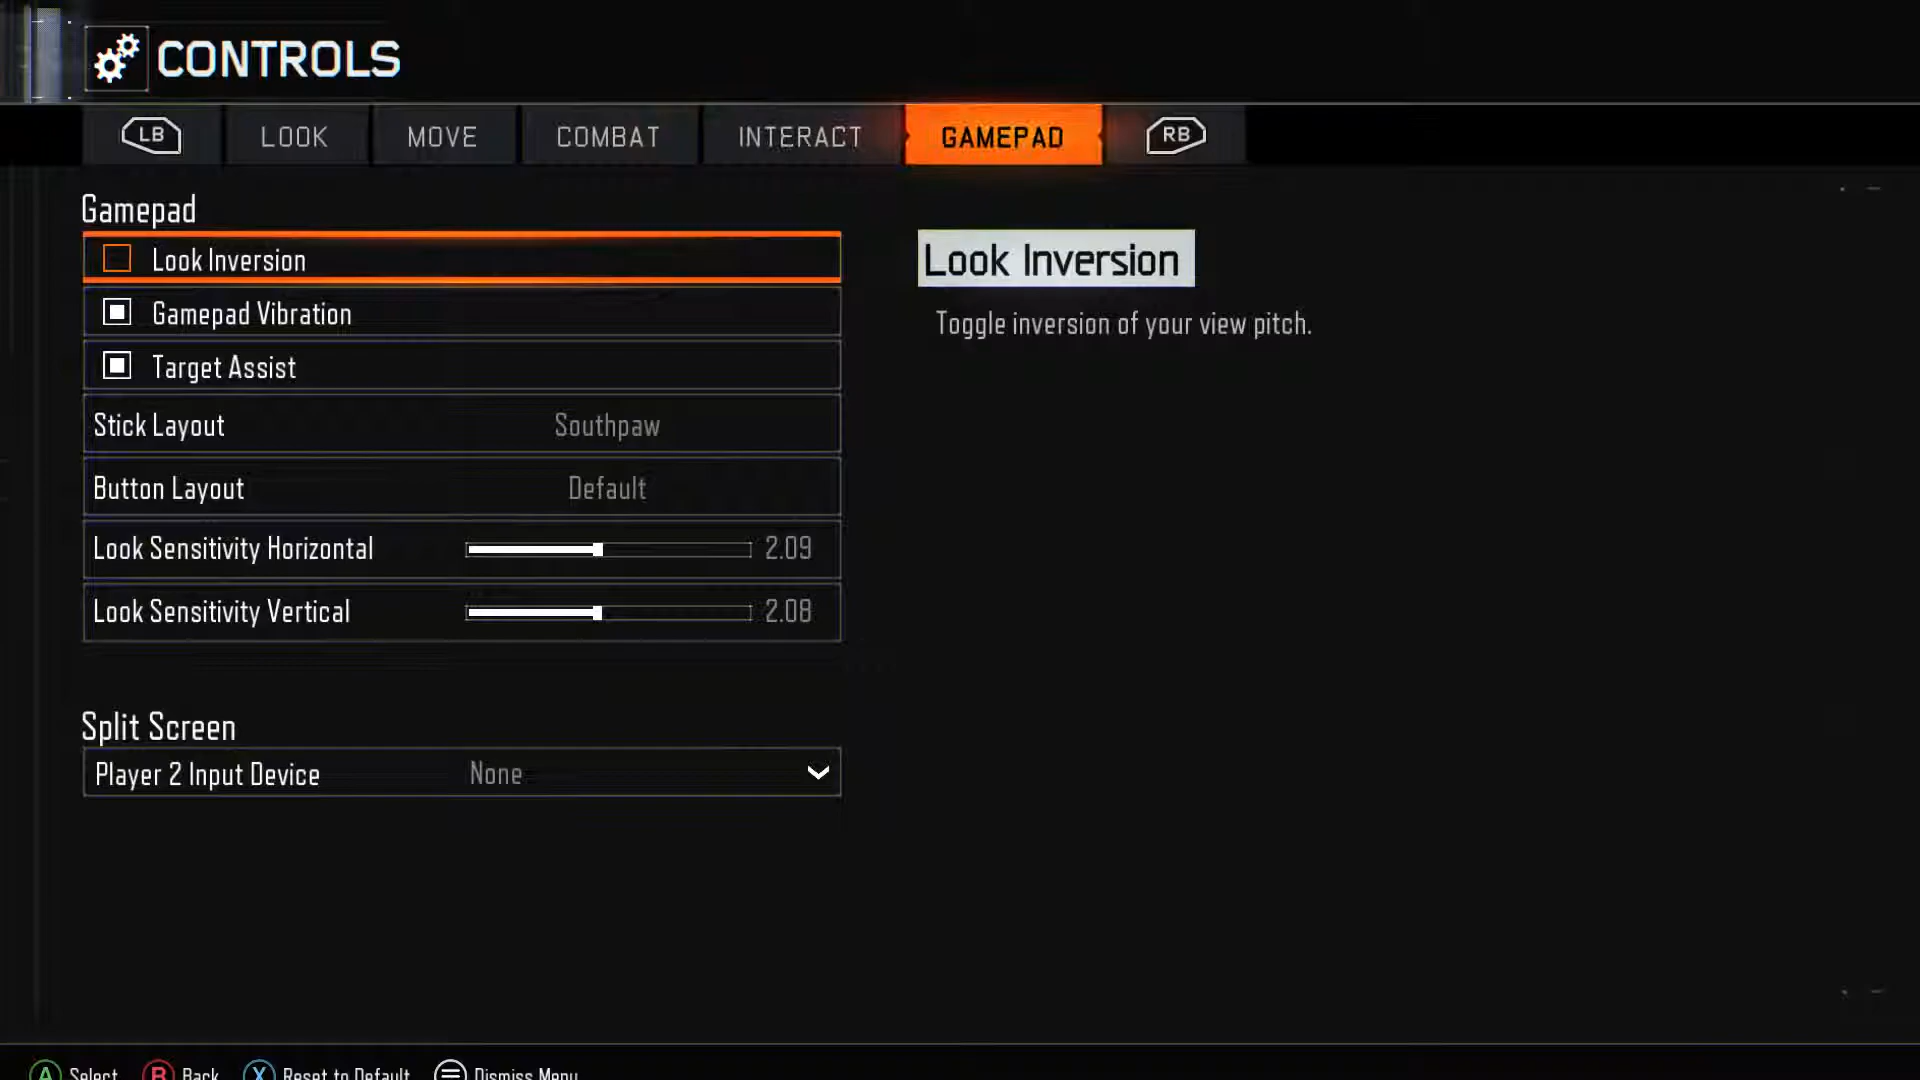 CONTROLS
LB LOOK MOVE COMBAT INTERACT GAMEPAD RB
Gamepad
Look Inversion
Gamepad Vibration
Target Assist
Stick Layout Southpaw
Button Layout Default
Look Sensitivity Horizontal 2.09
Look Sensitivity Vertical 2.08
Split Screen
Player 2 Input Device None
Look Inversion
Toggle inversion of your view pitch.
A Select B Back X Reset to Default Dismiss Menu